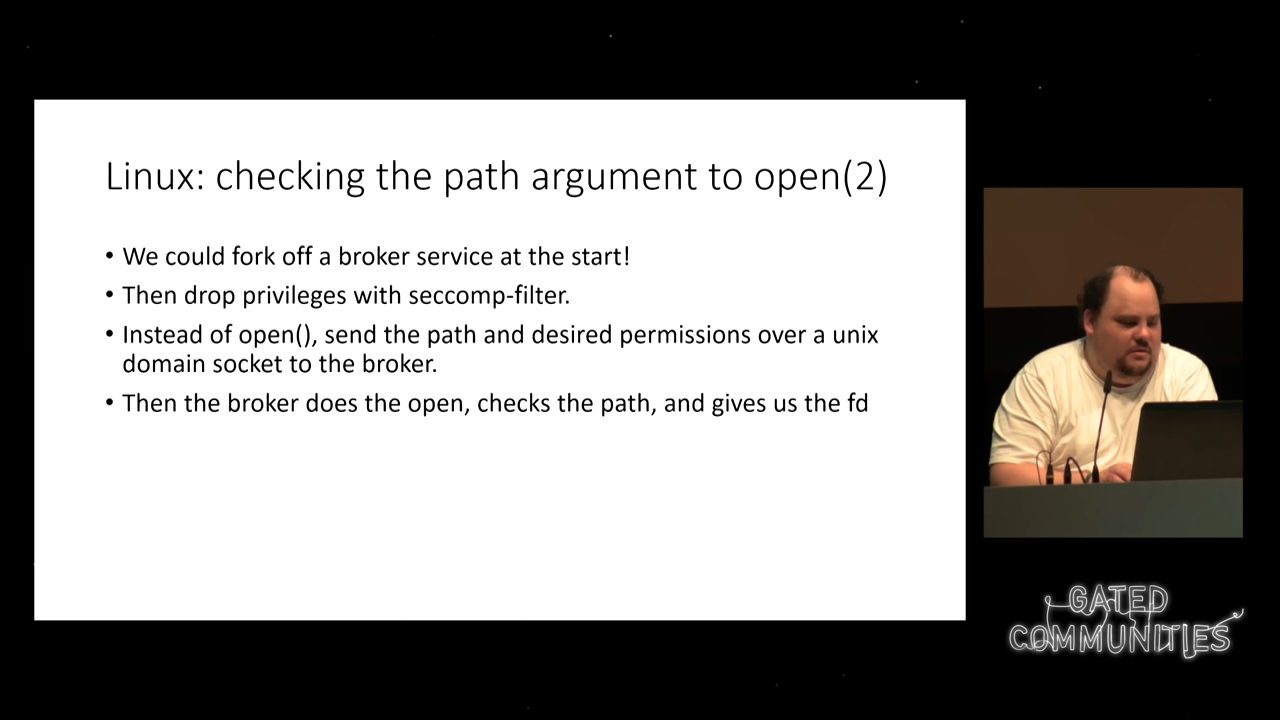 Linux: checking the path argument to open(2)
• We could fork off a broker service at the start!
• Then drop privileges with seccomp-filter.
• Instead of open(), send the path and desired permissions over a unix
domain socket to the broker.
• Then the broker does the open, checks the path, and gives us the fd
GATED
COMMUNITIES